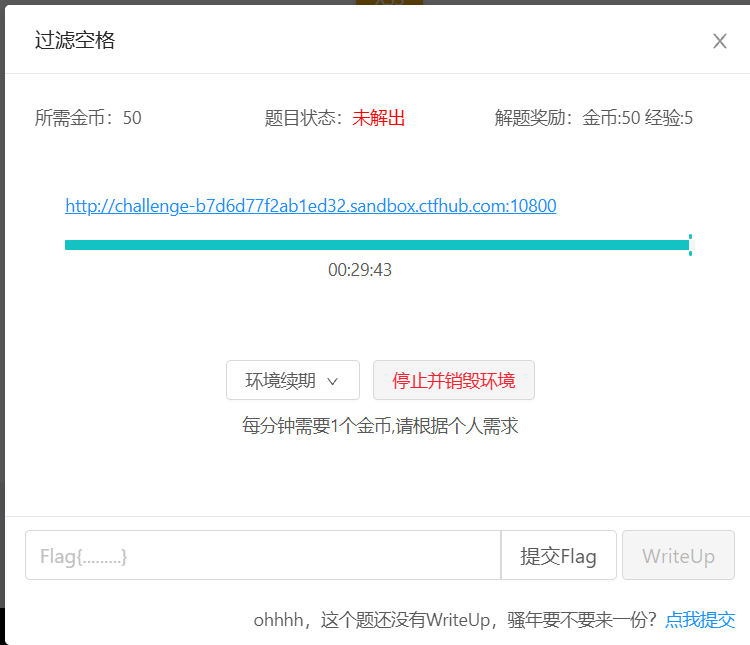 过滤空格
所需金币：50 题目状态：未解出 解题奖励：金币:50 经验:5
http://challenge-b7d6d77f2ab1ed32.sandbox.ctfhub.com:10800
00:29:43
环境续期 停止并销毁环境
每分钟需要1个金币,请根据个人需求
Flag{.........} 提交Flag WriteUp
ohhhh，这个题还没有WriteUp，骚年要不要来一份？点我提交